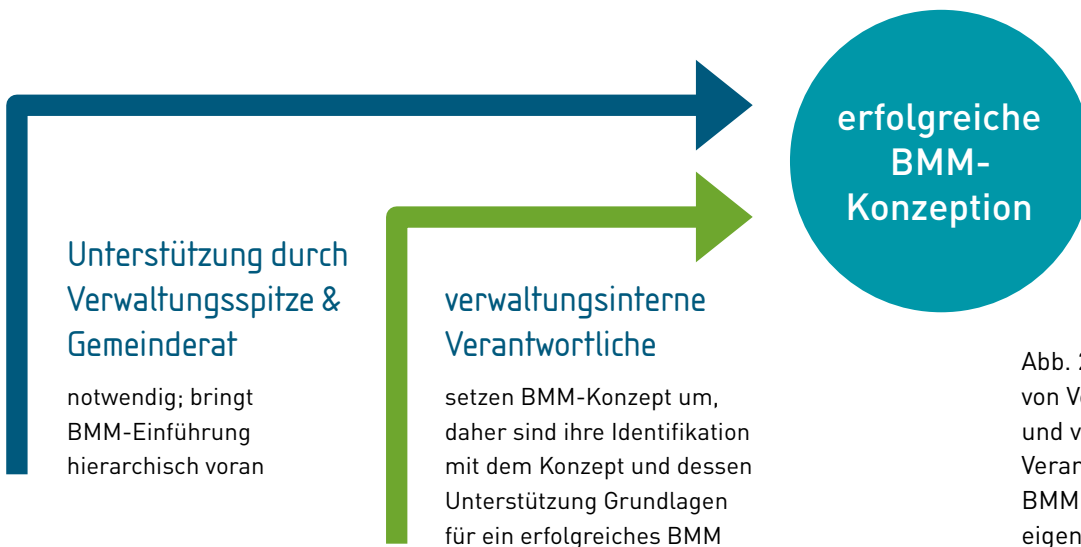 erfolgreiche
BMM-
Konzeption
Unterstützung durch
Verwaltungsspitze &
Gemeinderat
notwendig; bringt
BMM-Einführung
hierarchisch voran
verwaltungsinterne
Verantwortliche
setzen BMM-Konzept um,
daher sind ihre Identifikation
mit dem Konzept und dessen
Unterstützung Grundlagen
für ein erfolgreiches BMM
Abb.
von
und
BMM